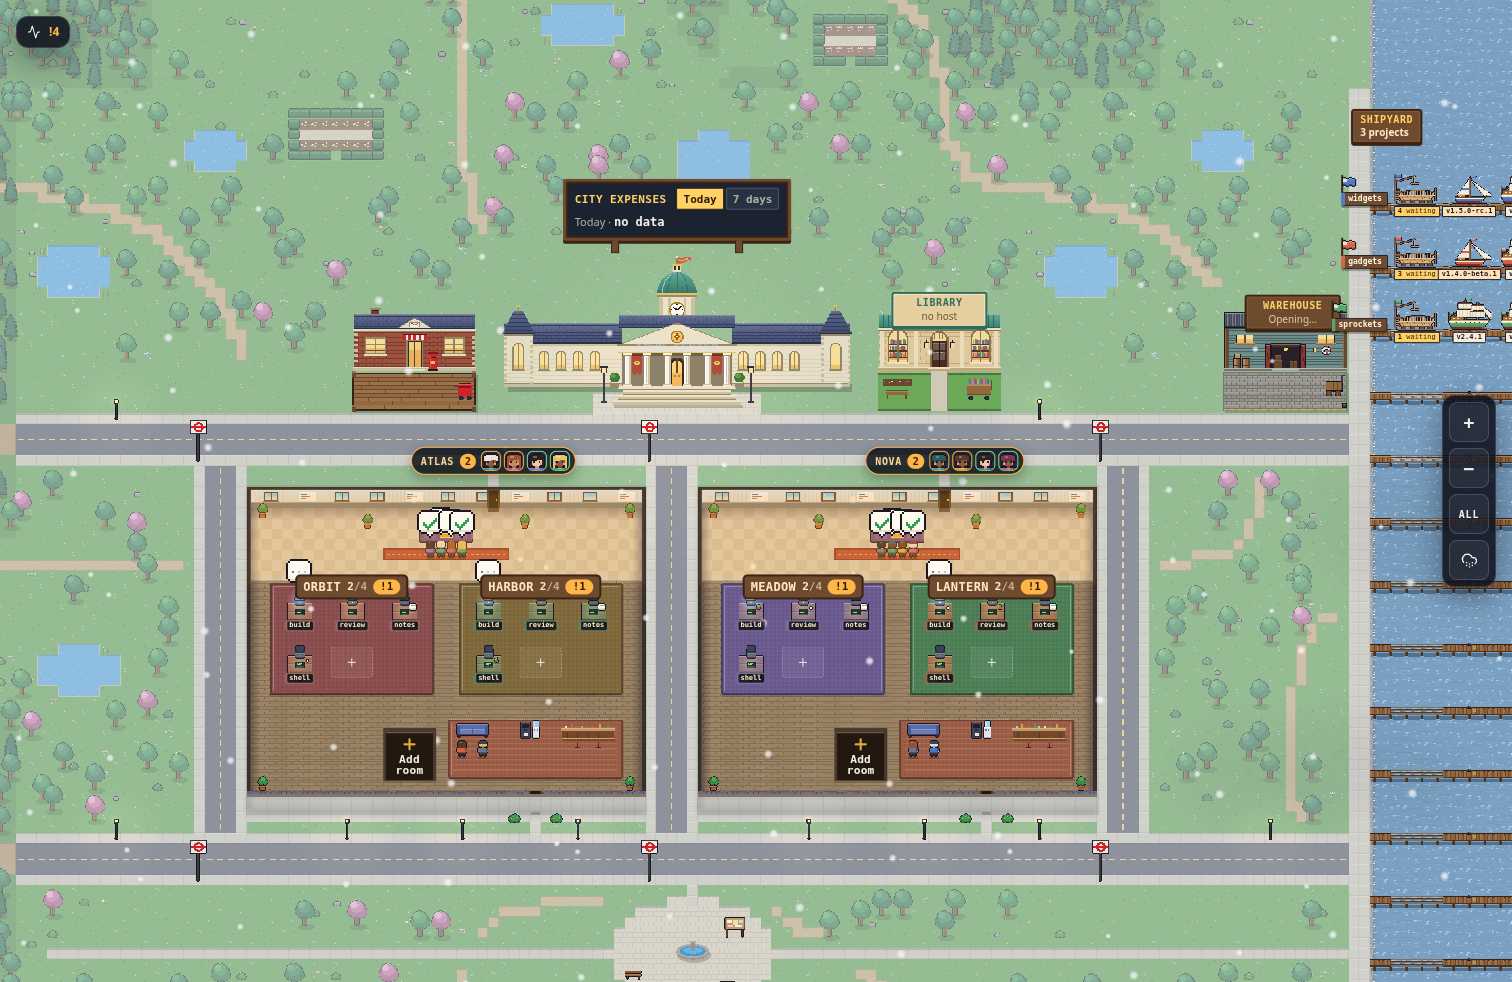 !4
SHIPYARD
3 projects
CITY EXPENSES Today 7 days
Today · no data
widgets
4 waiting v1.5.0-rc.1
gadgets
3 waiting v1.4.0-beta.1
LIBRARY
no host
WAREHOUSE
Opening...
sprockets
1 waiting v2.4.1
+
−
ALL
ATLAS 2
NOVA 2
ORBIT 2/4 !1
HARBOR 2/4 !1
MEADOW 2/4 !1
LANTERN 2/4 !1
build review notes
build review notes
build review notes
build review notes
shell +
shell +
shell +
shell +
+
Add
room
+
Add
room